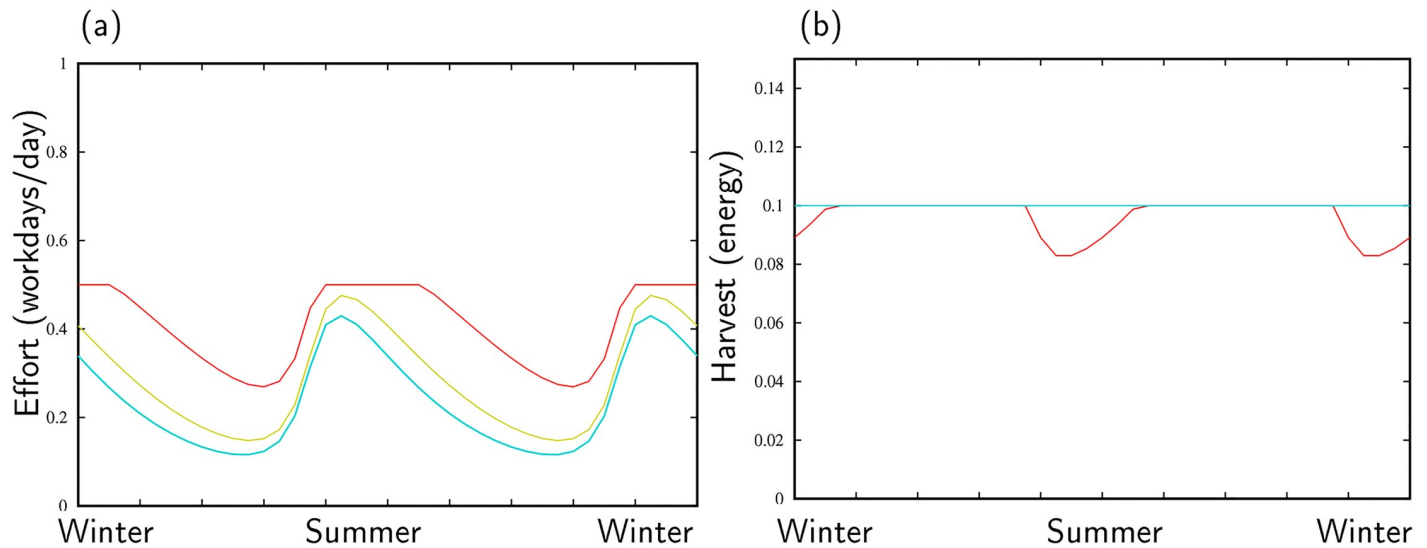 (a)
Effort (workdays/day)
1
0.8
0.6
0.4
0.2
0
Winter Summer Winter
(b)
Harvest (energy)
0.14
0.12
0.1
0.08
0.06
0.04
0.02
0
Winter Summer Winter